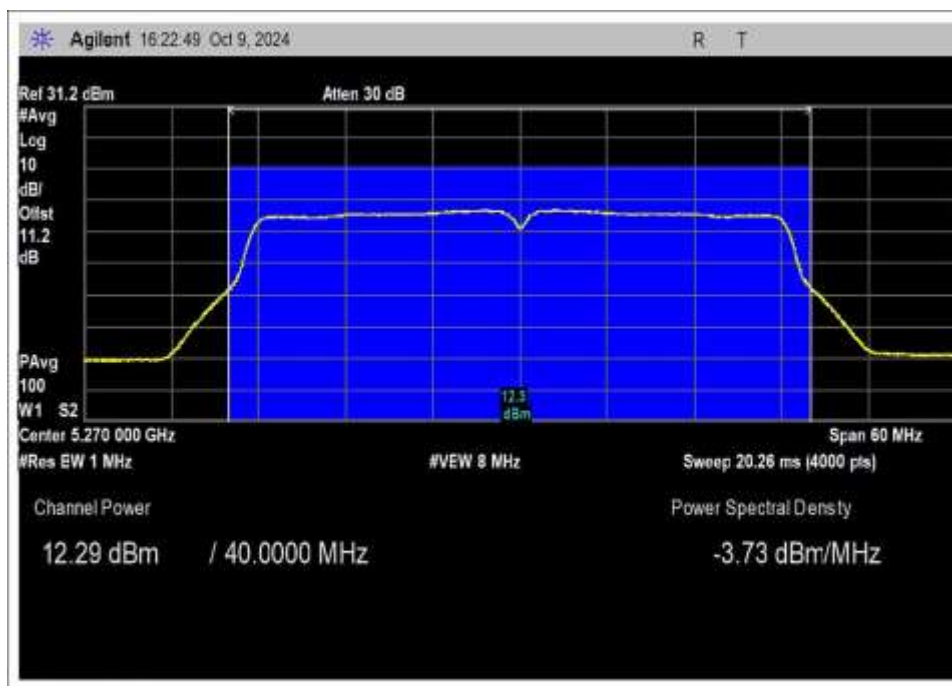 Agilent 16:22:49 Oct 9, 2024 R T
Ref 31.2 dBm Atten 30 dB
#Avg
Log
10
dB/
Offst
11.2
dB
PAvg
100
W1 S2
12.3
dBm
Center 5.270 000 GHz Span 60 MHz
#Res BW 1 MHz #VBW 8 MHz Sweep 20.26 ms (4000 pts)
Channel Power Power Spectral Density
12.29 dBm / 40.0000 MHz -3.73 dBm/MHz